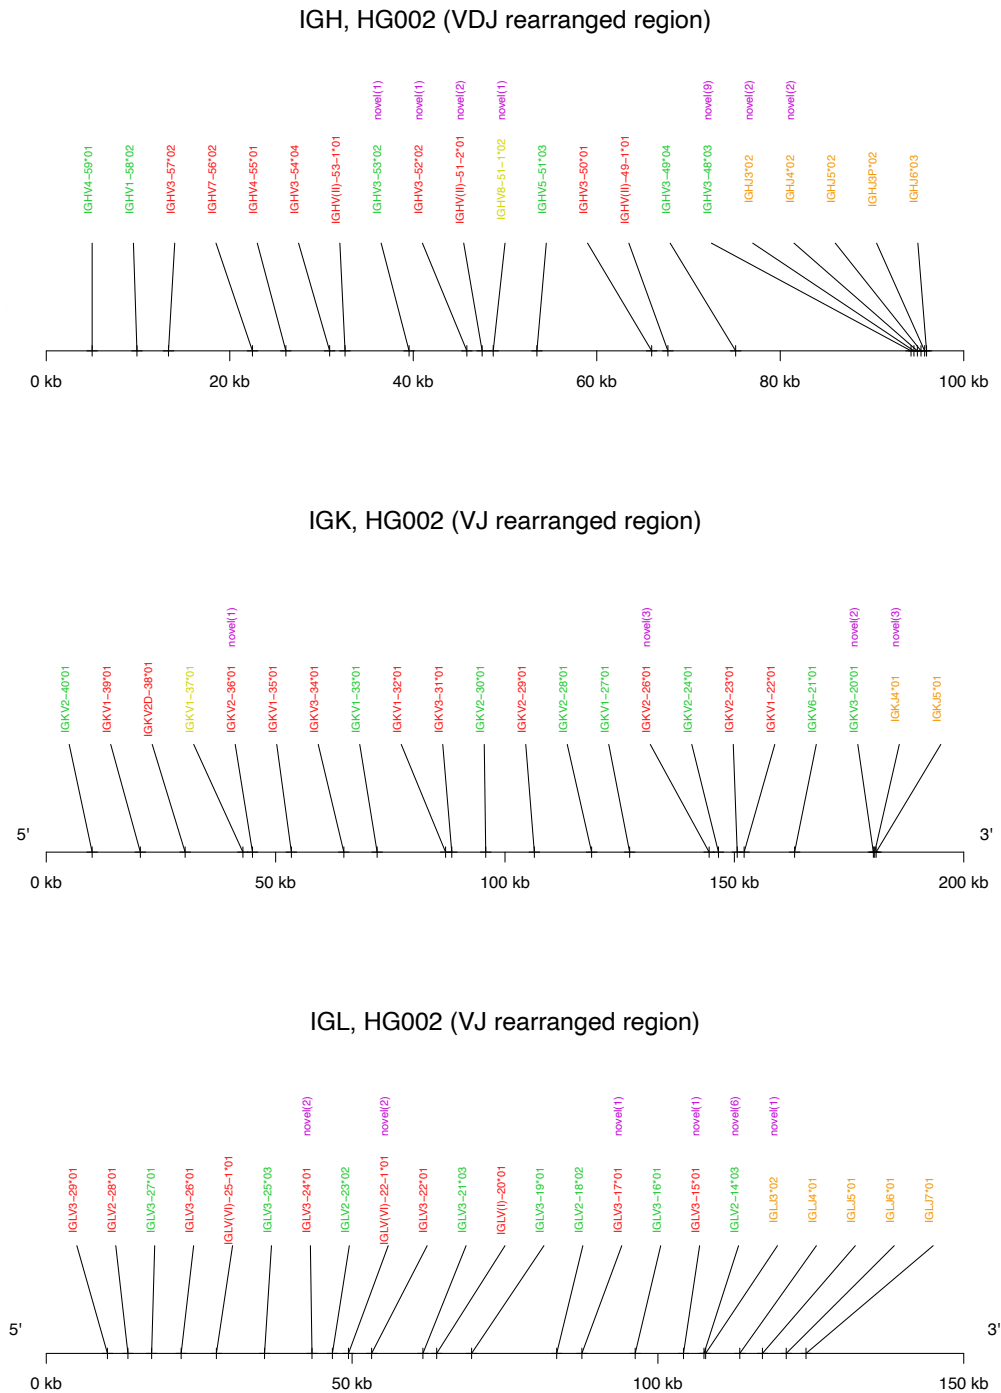 IGH, HG002 (VDJ rearranged region)
novel(1)
novel(1)
novel(2)
novel(1)
novel(9)
novel(2)
novel(2)
IGHV4−59*01
IGHV1−58*02
IGHV3−57*02
IGHV7−56*02
IGHV4−55*01
IGHV3−54*04
IGHV(II)−53−1*01
IGHV3−53*02
IGHV3−52*02
IGHV(II)−51−2*01
IGHV8−51−1*02
IGHV5−51*03
IGHV3−50*01
IGHV(II)−49−1*01
IGHV3−49*04
IGHV3−48*03
IGHJ3*02
IGHJ4*02
IGHJ5*02
IGHJ3P*02
IGHJ6*03
0 kb
20 kb
40 kb
60 kb
80 kb
100 kb
IGK, HG002 (VJ rearranged region)
novel(1)
novel(3)
novel(2)
novel(3)
IGKV2−40*01
IGKV1−39*01
IGKV2D−38*01
IGKV1−37*01
IGKV2−36*01
IGKV1−35*01
IGKV3−34*01
IGKV1−33*01
IGKV1−32*01
IGKV3−31*01
IGKV2−30*01
IGKV2−29*01
IGKV2−28*01
IGKV1−27*01
IGKV2−26*01
IGKV2−24*01
IGKV2−23*01
IGKV1−22*01
IGKV6−21*01
IGKV3−20*01
IGKJ4*01
IGKJ5*01
5'
3'
0 kb
50 kb
100 kb
150 kb
200 kb
IGL, HG002 (VJ rearranged region)
novel(2)
novel(2)
novel(1)
novel(1)
novel(6)
novel(1)
IGLV3−29*01
IGLV2−28*01
IGLV3−27*01
IGLV3−26*01
IGLV(VI)−25−1*01
IGLV3−25*03
IGLV3−24*01
IGLV2−23*02
IGLV(VI)−22−1*01
IGLV3−22*01
IGLV3−21*03
IGLV(I)−20*01
IGLV3−19*01
IGLV2−18*02
IGLV3−17*01
IGLV3−16*01
IGLV3−15*01
IGLV2−14*03
IGLJ3*02
IGLJ4*01
IGLJ5*01
IGLJ6*01
IGLJ7*01
5'
3'
0 kb
50 kb
100 kb
150 kb